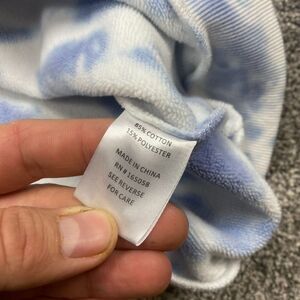 85% COTTON
15% POLYESTER
MADE IN CHINA
RN # 165058
SEE REVERSE
FOR CARE